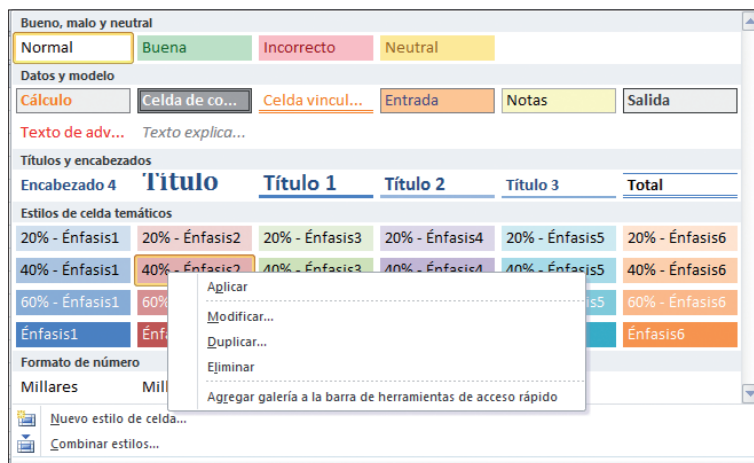 Bueno, malo y neutral
Normal Buena Incorrecto Neutral
Datos y modelo
Cálculo Celda de co... Celda vincul... Entrada Notas Salida
Texto de adv... Texto explica...
Títulos y encabezados
Encabezado 4 Título Título 1 Título 2 Título 3 Total
Estilos de celda temáticos
20% - Énfasis1 20% - Énfasis2 20% - Énfasis3 20% - Énfasis4 20% - Énfasis5 20% - Énfasis6
40% - Énfasis1 40% - Énfasis2 40% - Énfasis3 40% - Énfasis4 40% - Énfasis5 40% - Énfasis6
60% - Énfasis1 60% 60% - Énfasis6
Énfasis1 Énfasis6
Formato de número
Millares
Aplicar
Modificar...
Duplicar...
Eliminar
Agregar galería a la barra de herramientas de acceso rápido
Nuevo estilo de celda...
Combinar estilos...